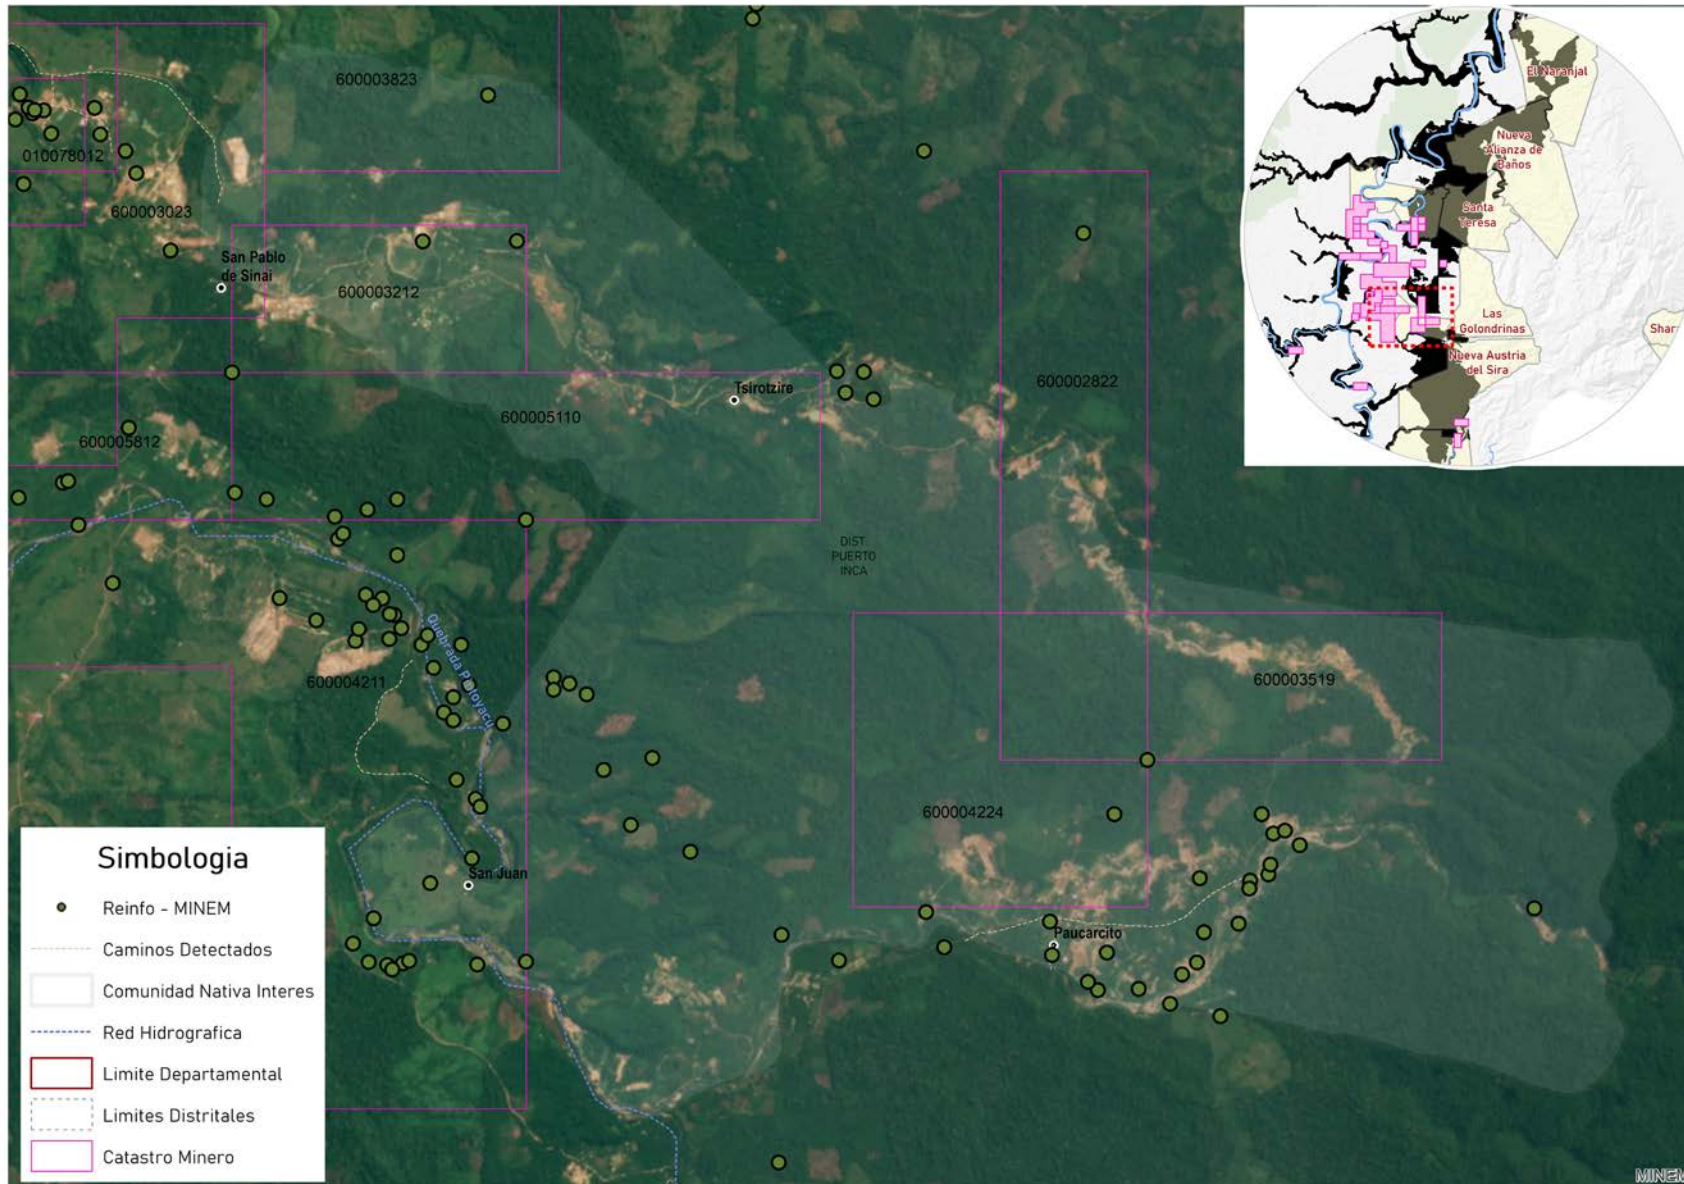 600003823
010078012
600003023
San Pablo
de Sinai
600003212
600005812
600005110
Tsirotzire
600002822
DIST.
PUERTO
INCA
Quebrada Paloyacu
600004211
600003519
600004224
San Juan
Paucarcito
El Naranjal
Nueva
Alianza de
Baños
Santa
Teresa
Las
Golondrinas
Nueva Austria
del Sira
Shar
Simbologia
Reinfo - MINEM
Caminos Detectados
Comunidad Nativa Interes
Red Hidrografica
Limite Departamental
Limites Distritales
Catastro Minero
MINEM